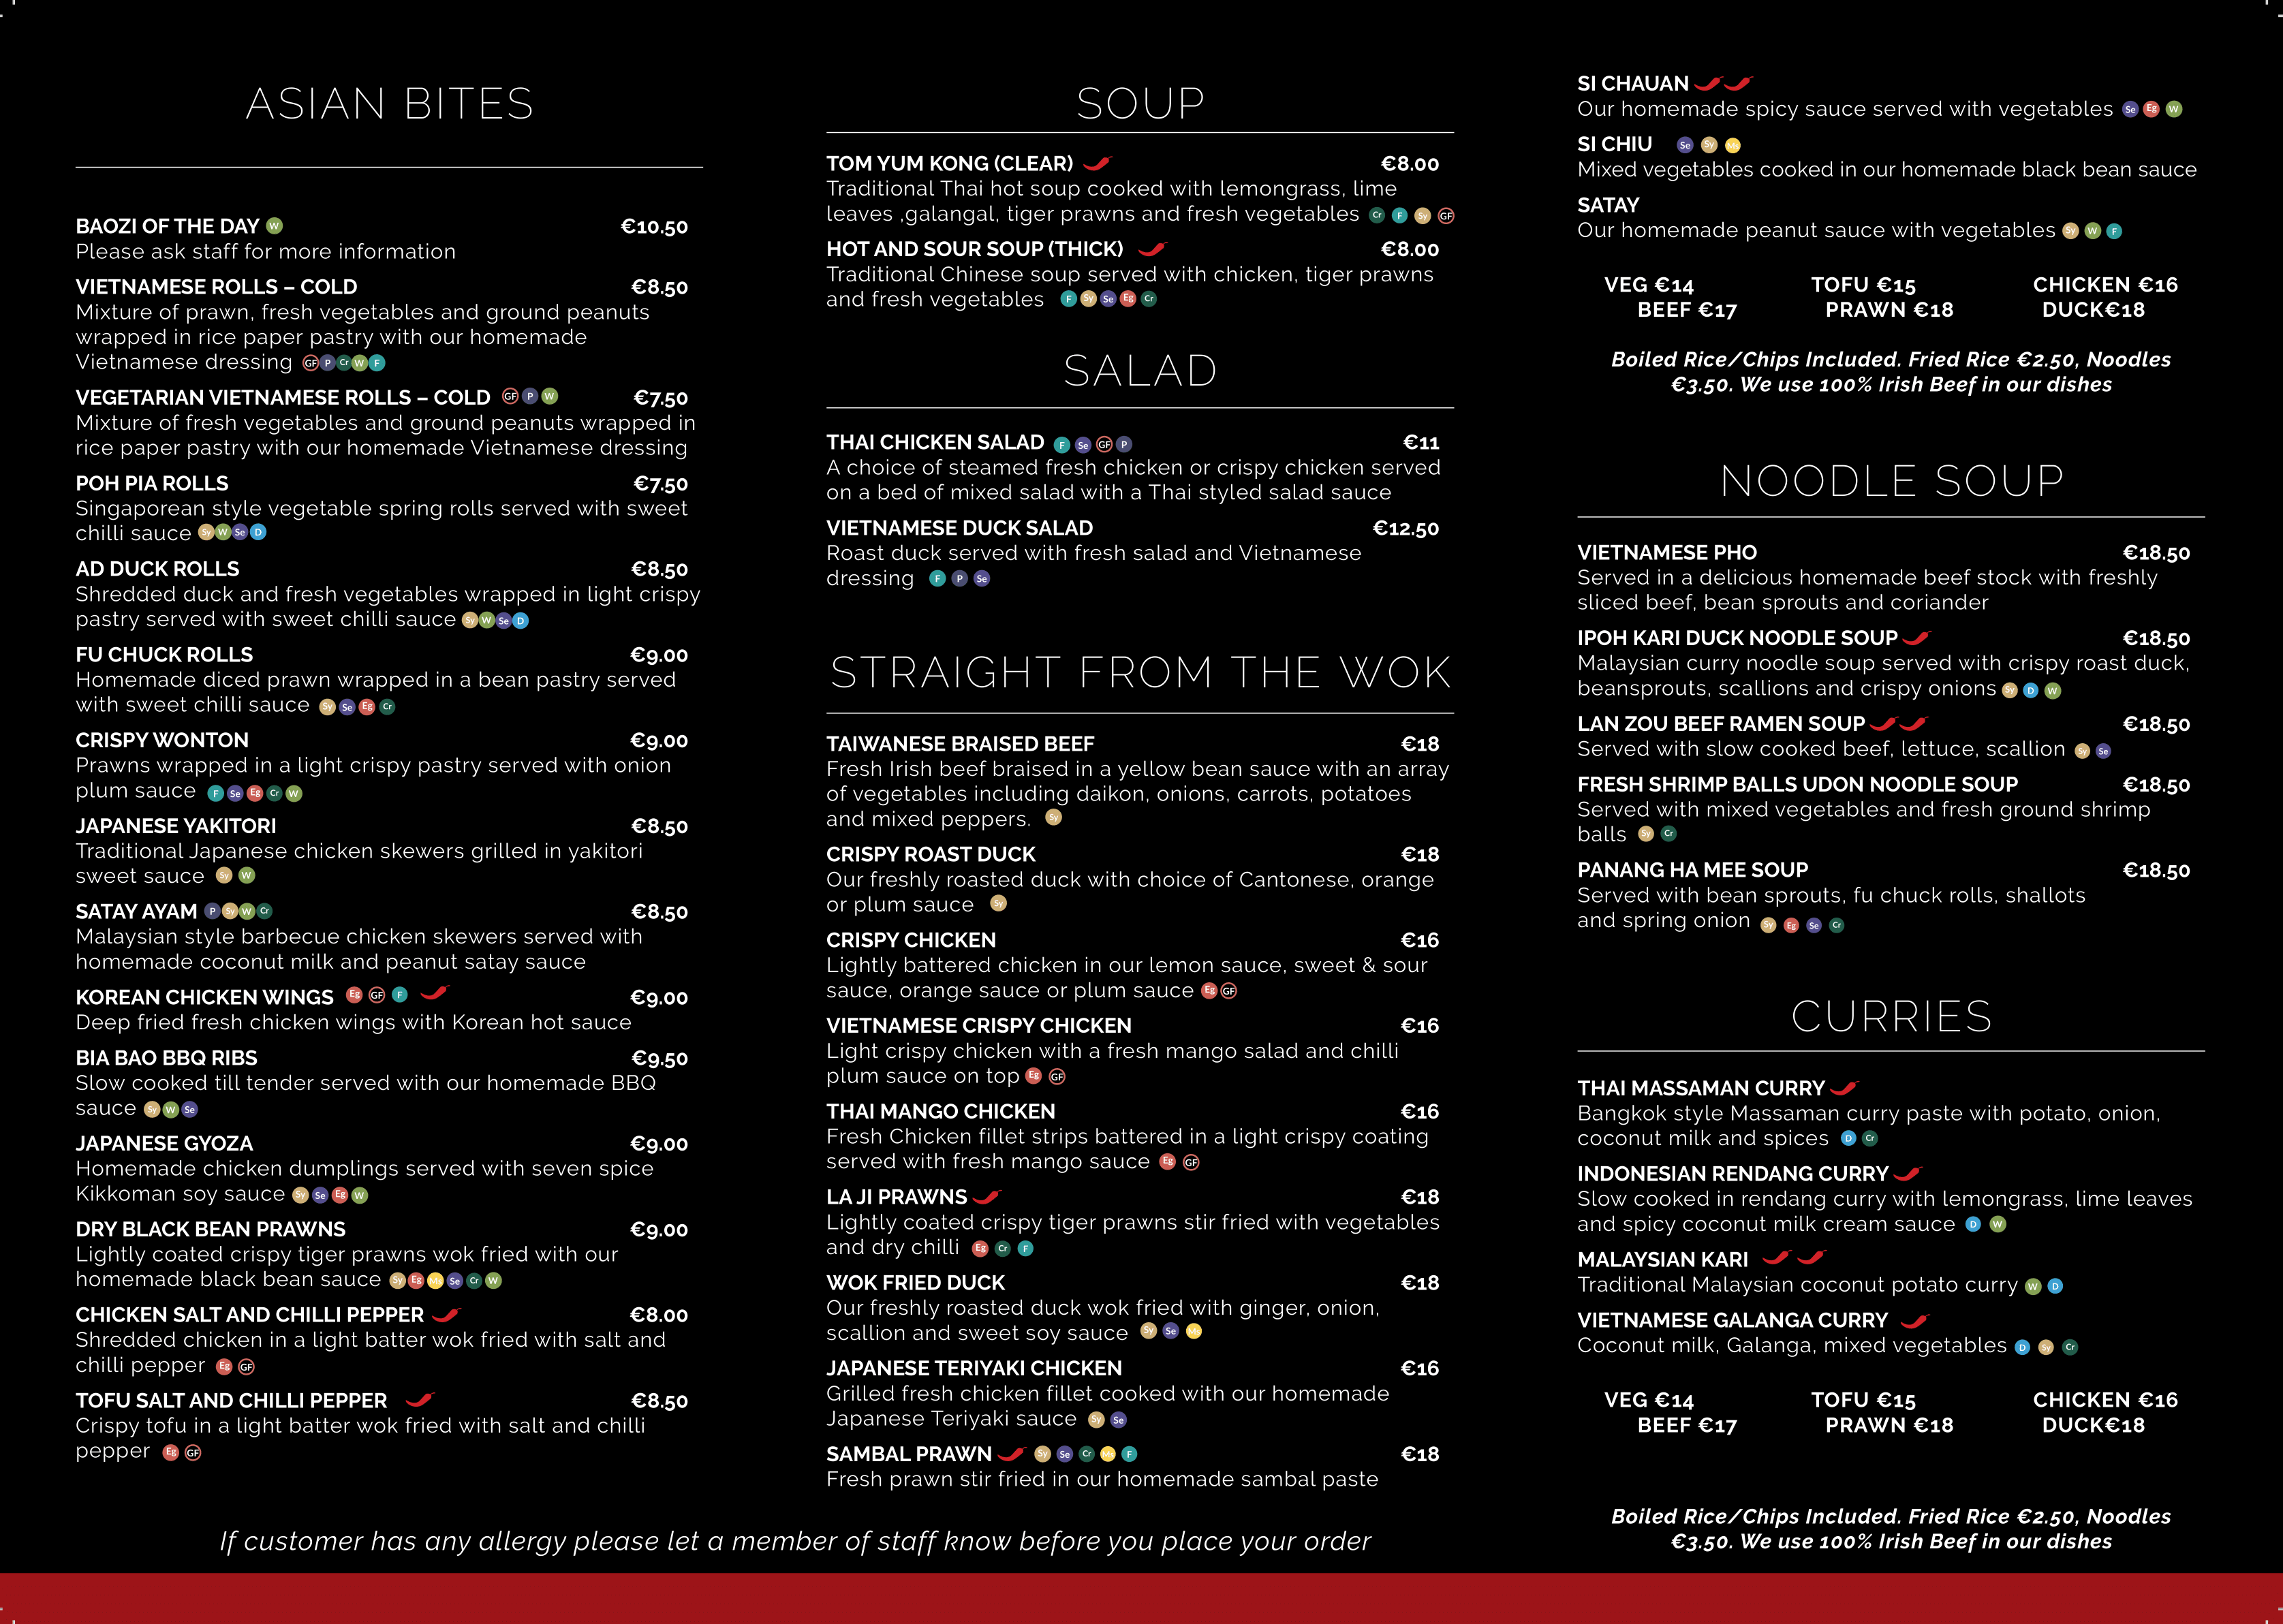 ASIAN BITES
BAOZI OF THE DAY W €10.50
Please ask staff for more information
VIETNAMESE ROLLS – COLD €8.50
Mixture of prawn, fresh vegetables and ground peanuts
wrapped in rice paper pastry with our homemade
Vietnamese dressing GF P Cr W F
VEGETARIAN VIETNAMESE ROLLS – COLD GF P W €7.50
Mixture of fresh vegetables and ground peanuts wrapped in
rice paper pastry with our homemade Vietnamese dressing
POH PIA ROLLS €7.50
Singaporean style vegetable spring rolls served with sweet
chilli sauce Sy W Se D
AD DUCK ROLLS €8.50
Shredded duck and fresh vegetables wrapped in light crispy
pastry served with sweet chilli sauce Sy W Se D
FU CHUCK ROLLS €9.00
Homemade diced prawn wrapped in a bean pastry served
with sweet chilli sauce Sy Se Eg Cr
CRISPY WONTON €9.00
Prawns wrapped in a light crispy pastry served with onion
plum sauce F Se Eg Cr W
JAPANESE YAKITORI €8.50
Traditional Japanese chicken skewers grilled in yakitori
sweet sauce Sy W
SATAY AYAM P Sy W Cr €8.50
Malaysian style barbecue chicken skewers served with
homemade coconut milk and peanut satay sauce
KOREAN CHICKEN WINGS Eg GF F €9.00
Deep fried fresh chicken wings with Korean hot sauce
BIA BAO BBQ RIBS €9.50
Slow cooked till tender served with our homemade BBQ
sauce Sy W Se
JAPANESE GYOZA €9.00
Homemade chicken dumplings served with seven spice
Kikkoman soy sauce Sy Se Eg W
DRY BLACK BEAN PRAWNS €9.00
Lightly coated crispy tiger prawns wok fried with our
homemade black bean sauce Sy Eg Ms Se Cr W
CHICKEN SALT AND CHILLI PEPPER €8.00
Shredded chicken in a light batter wok fried with salt and
chilli pepper Eg GF
TOFU SALT AND CHILLI PEPPER €8.50
Crispy tofu in a light batter wok fried with salt and chilli
pepper Eg GF
SOUP
TOM YUM KONG (CLEAR) €8.00
Traditional Thai hot soup cooked with lemongrass, lime
leaves ,galangal, tiger prawns and fresh vegetables Cr F Sy GF
HOT AND SOUR SOUP (THICK) €8.00
Traditional Chinese soup served with chicken, tiger prawns
and fresh vegetables F Sy Se Eg Cr
SALAD
THAI CHICKEN SALAD F Se GF P €11
A choice of steamed fresh chicken or crispy chicken served
on a bed of mixed salad with a Thai styled salad sauce
VIETNAMESE DUCK SALAD €12.50
Roast duck served with fresh salad and Vietnamese
dressing F P Se
STRAIGHT FROM THE WOK
TAIWANESE BRAISED BEEF €18
Fresh Irish beef braised in a yellow bean sauce with an array
of vegetables including daikon, onions, carrots, potatoes
and mixed peppers. Sy
CRISPY ROAST DUCK €18
Our freshly roasted duck with choice of Cantonese, orange
or plum sauce Sy
CRISPY CHICKEN €16
Lightly battered chicken in our lemon sauce, sweet & sour
sauce, orange sauce or plum sauce Eg GF
VIETNAMESE CRISPY CHICKEN €16
Light crispy chicken with a fresh mango salad and chilli
plum sauce on top Eg GF
THAI MANGO CHICKEN €16
Fresh Chicken fillet strips battered in a light crispy coating
served with fresh mango sauce Eg GF
LA JI PRAWNS €18
Lightly coated crispy tiger prawns stir fried with vegetables
and dry chilli Eg Cr F
WOK FRIED DUCK €18
Our freshly roasted duck wok fried with ginger, onion,
scallion and sweet soy sauce Sy Se Ms
JAPANESE TERIYAKI CHICKEN €16
Grilled fresh chicken fillet cooked with our homemade
Japanese Teriyaki sauce Sy Se
SAMBAL PRAWN Sy Se Cr Ms F €18
Fresh prawn stir fried in our homemade sambal paste
If customer has any allergy please let a member of staff know before you place your order
SI CHAUAN
Our homemade spicy sauce served with vegetables Se Eg W
SI CHIU Se Sy Ms
Mixed vegetables cooked in our homemade black bean sauce
SATAY
Our homemade peanut sauce with vegetables Sy W F
VEG €14 TOFU €15 CHICKEN €16
BEEF €17 PRAWN €18 DUCK€18
Boiled Rice/Chips Included. Fried Rice €2.50, Noodles
€3.50. We use 100% Irish Beef in our dishes
NOODLE SOUP
VIETNAMESE PHO €18.50
Served in a delicious homemade beef stock with freshly
sliced beef, bean sprouts and coriander
IPOH KARI DUCK NOODLE SOUP €18.50
Malaysian curry noodle soup served with crispy roast duck,
beansprouts, scallions and crispy onions Sy D W
LAN ZOU BEEF RAMEN SOUP €18.50
Served with slow cooked beef, lettuce, scallion Sy Se
FRESH SHRIMP BALLS UDON NOODLE SOUP €18.50
Served with mixed vegetables and fresh ground shrimp
balls Sy Cr
PANANG HA MEE SOUP €18.50
Served with bean sprouts, fu chuck rolls, shallots
and spring onion Sy Eg Se Cr
CURRIES
THAI MASSAMAN CURRY
Bangkok style Massaman curry paste with potato, onion,
coconut milk and spices D Cr
INDONESIAN RENDANG CURRY
Slow cooked in rendang curry with lemongrass, lime leaves
and spicy coconut milk cream sauce D W
MALAYSIAN KARI
Traditional Malaysian coconut potato curry W D
VIETNAMESE GALANGA CURRY
Coconut milk, Galanga, mixed vegetables D Sy Cr
VEG €14 TOFU €15 CHICKEN €16
BEEF €17 PRAWN €18 DUCK€18
Boiled Rice/Chips Included. Fried Rice €2.50, Noodles
€3.50. We use 100% Irish Beef in our dishes